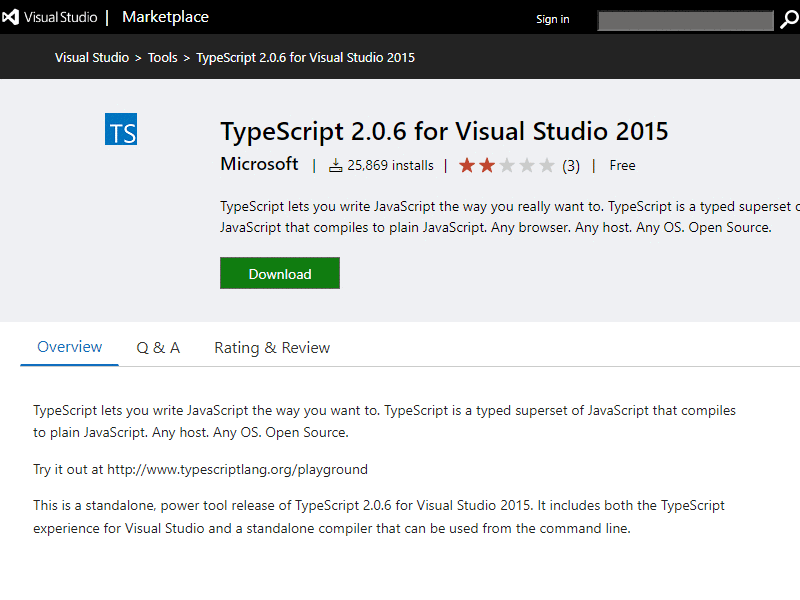 Visual Studio | Marketplace
Sign in
Visual Studio > Tools > TypeScript 2.0.6 for Visual Studio 2015
TS
TypeScript 2.0.6 for Visual Studio 2015
Microsoft | 25,869 installs | (3) | Free
TypeScript lets you write JavaScript the way you really want to. TypeScript is a typed superset
JavaScript that compiles to plain JavaScript. Any browser. Any host. Any OS. Open Source.
Download
Overview Q & A Rating & Review
TypeScript lets you write JavaScript the way you want to. TypeScript is a typed superset of JavaScript that compiles
to plain JavaScript. Any host. Any OS. Open Source.
Try it out at http://www.typescriptlang.org/playground
This is a standalone, power tool release of TypeScript 2.0.6 for Visual Studio 2015. It includes both the TypeScript
experience for Visual Studio and a standalone compiler that can be used from the command line.